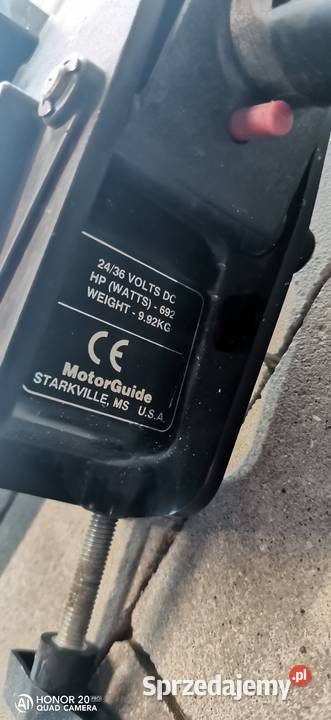 24/36 VOLTS DC
HP (WATTS) - 692
WEIGHT - 9.92KG
CE
MotorGuide
STARKVILLE, MS U.S.A.
HONOR 20 PRO
QUAD CAMERA
Sprzedajemy.pl